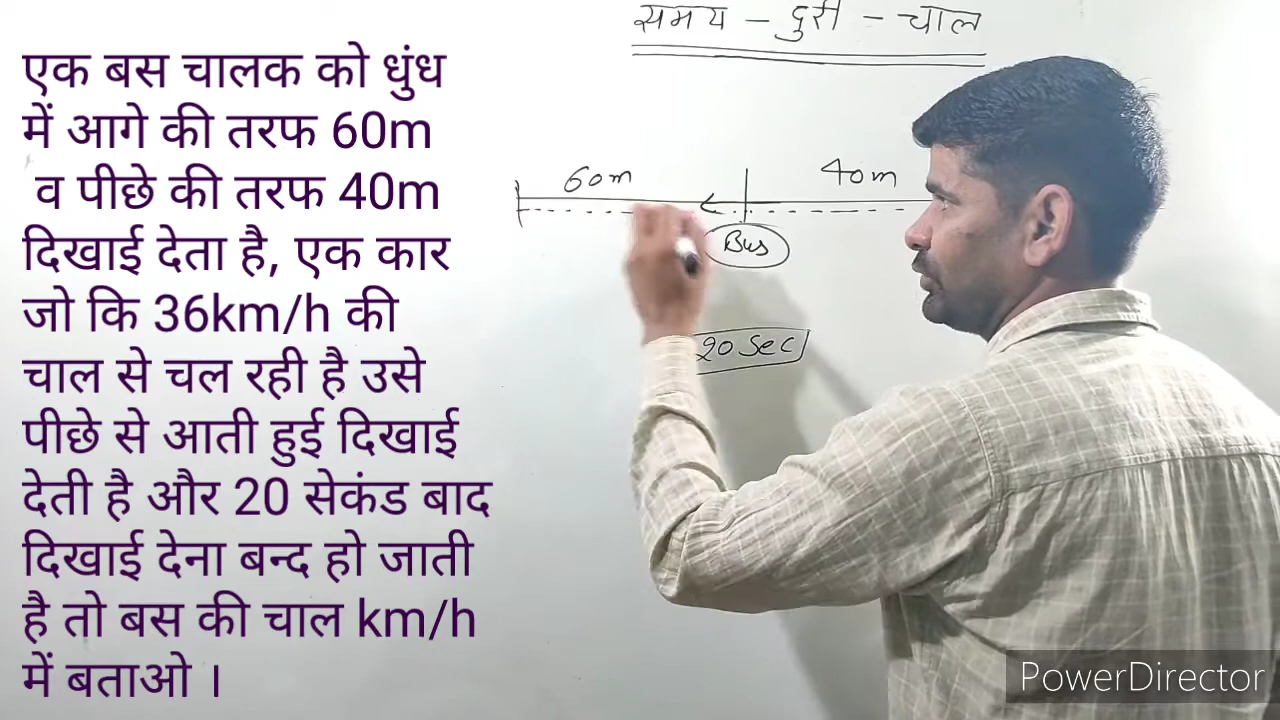 समय - दुरी - चाल
एक बस चालक को धुंध
में आगे की तरफ 60m
व पीछे की तरफ 40m
दिखाई देता है, एक कार
जो कि 36km/h की
चाल से चल रही है उसे
पीछे से आती हुई दिखाई
देती है और 20 सेकंड बाद
दिखाई देना बन्द हो जाती
है तो बस की चाल km/h
में बताओ ।
60m
40m
Bus
20 Sec
PowerDirector